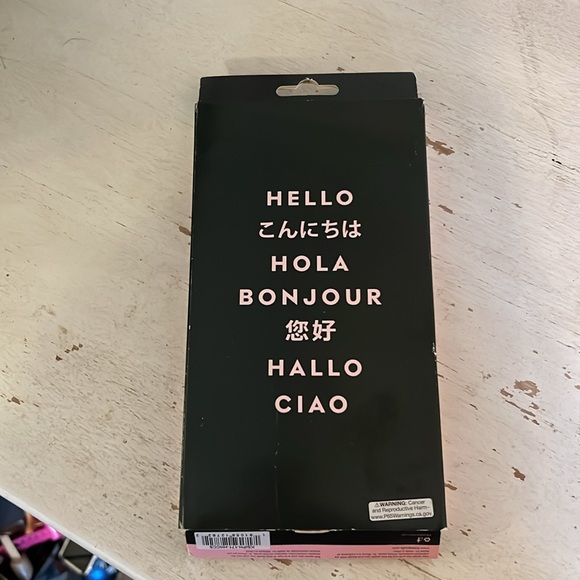 HELLO
こんにちは
HOLA
BONJOUR
您好
HALLO
CIAO
⚠WARNING: Cancer
and Reproductive Harm–
www.P65Warnings.ca.gov